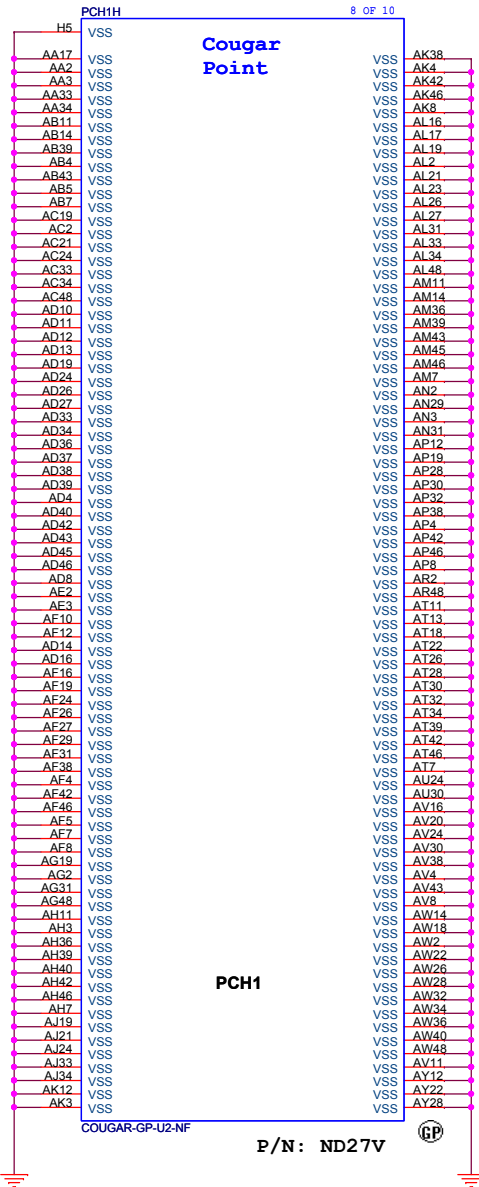 PCH1H 8 OF 10
Cougar
Point
H5 VSS
AA17 VSS VSS AK38
AA2 VSS VSS AK4
AA3 VSS VSS AK42
AA33 VSS VSS AK46
AA34 VSS VSS AK8
AB11 VSS VSS AL16
AB14 VSS VSS AL17
AB39 VSS VSS AL19
AB4 VSS VSS AL2
AB43 VSS VSS AL21
AB5 VSS VSS AL23
AB7 VSS VSS AL26
AC19 VSS VSS AL27
AC2 VSS VSS AL31
AC21 VSS VSS AL33
AC24 VSS VSS AL34
AC33 VSS VSS AL48
AC34 VSS VSS AM11
AC48 VSS VSS AM14
AD10 VSS VSS AM36
AD11 VSS VSS AM39
AD12 VSS VSS AM43
AD13 VSS VSS AM45
AD19 VSS VSS AM46
AD24 VSS VSS AM7
AD26 VSS VSS AN2
AD27 VSS VSS AN29
AD33 VSS VSS AN3
AD34 VSS VSS AN31
AD36 VSS VSS AP12
AD37 VSS VSS AP19
AD38 VSS VSS AP28
AD39 VSS VSS AP30
AD4 VSS VSS AP32
AD40 VSS VSS AP38
AD42 VSS VSS AP4
AD43 VSS VSS AP42
AD45 VSS VSS AP46
AD46 VSS VSS AP8
AD8 VSS VSS AR2
AE2 VSS VSS AR48
AE3 VSS VSS AT11
AF10 VSS VSS AT13
AF12 VSS VSS AT18
AD14 VSS VSS AT22
AD16 VSS VSS AT26
AF16 VSS VSS AT28
AF19 VSS VSS AT30
AF24 VSS VSS AT32
AF26 VSS VSS AT34
AF27 VSS VSS AT39
AF29 VSS VSS AT42
AF31 VSS VSS AT46
AF38 VSS VSS AT7
AF4 VSS VSS AU24
AF42 VSS VSS AU30
AF46 VSS VSS AV16
AF5 VSS VSS AV20
AF7 VSS VSS AV24
AF8 VSS VSS AV30
AG19 VSS VSS AV38
AG2 VSS VSS AV4
AG31 VSS VSS AV43
AG48 VSS VSS AV8
AH11 VSS VSS AW14
AH3 VSS VSS AW18
AH36 VSS VSS AW2
AH39 VSS VSS AW22
AH40 VSS VSS AW26
AH42 VSS VSS AW28
AH46 VSS VSS AW32
AH7 VSS VSS AW34
AJ19 VSS VSS AW36
AJ21 VSS VSS AW40
AJ24 VSS VSS AW48
AJ33 VSS VSS AV11
AJ34 VSS VSS AY12
AK12 VSS VSS AY22
AK3 VSS VSS AY28
PCH1
COUGAR-GP-U2-NF
P/N: ND27V
GP